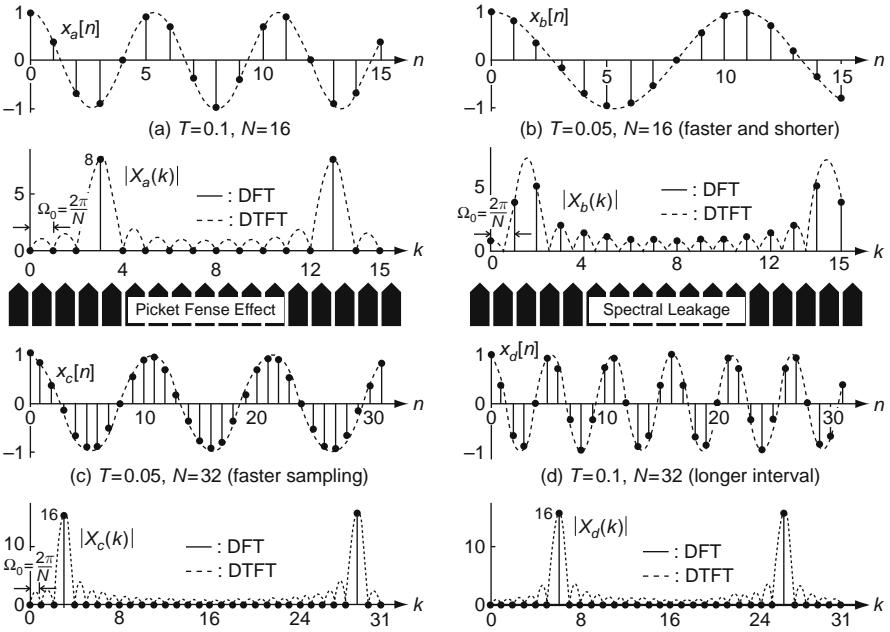 1
x_a[n]
0
n
–1
0
5
10
15
(a) T=0.1, N=16
1
x_b[n]
0
n
–1
0
5
10
15
(b) T=0.05, N=16 (faster and shorter)
8
|X_a(k)|
5
Ω_0=2π/N
: DFT
: DTFT
0
k
0
4
8
12
15
5
|X_b(k)|
Ω_0=2π/N
: DFT
: DTFT
0
k
0
4
8
12
15
Picket Fense Effect
Spectral Leakage
1
x_c[n]
0
n
–1
0
10
20
30
(c) T=0.05, N=32 (faster sampling)
1
x_d[n]
0
n
–1
0
10
20
30
(d) T=0.1, N=32 (longer interval)
16
|X_c(k)|
10
Ω_0=2π/N
: DFT
: DTFT
0
k
0
8
16
24
31
16
|X_d(k)|
10
: DFT
: DTFT
0
k
0
8
16
24
31